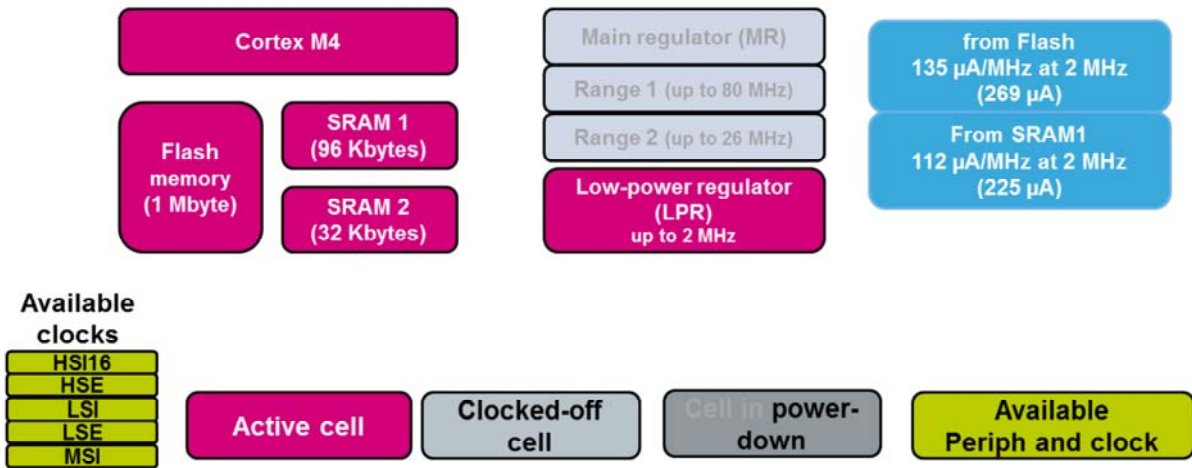 Cortex M4
Flash
memory
(1 Mbyte)
SRAM 1
(96 Kbytes)
SRAM 2
(32 Kbytes)
Main regulator (MR)
Range 1 (up to 80 MHz)
Range 2 (up to 26 MHz)
Low-power regulator
(LPR)
up to 2 MHz
from Flash
135 µA/MHz at 2 MHz
(269 µA)
From SRAM1
112 µA/MHz at 2 MHz
(225 µA)
Available
clocks
HSI16
HSE
LSI
LSE
MSI
Active cell
Clocked-off
cell
Cell in power-
down
Available
Periph and clock